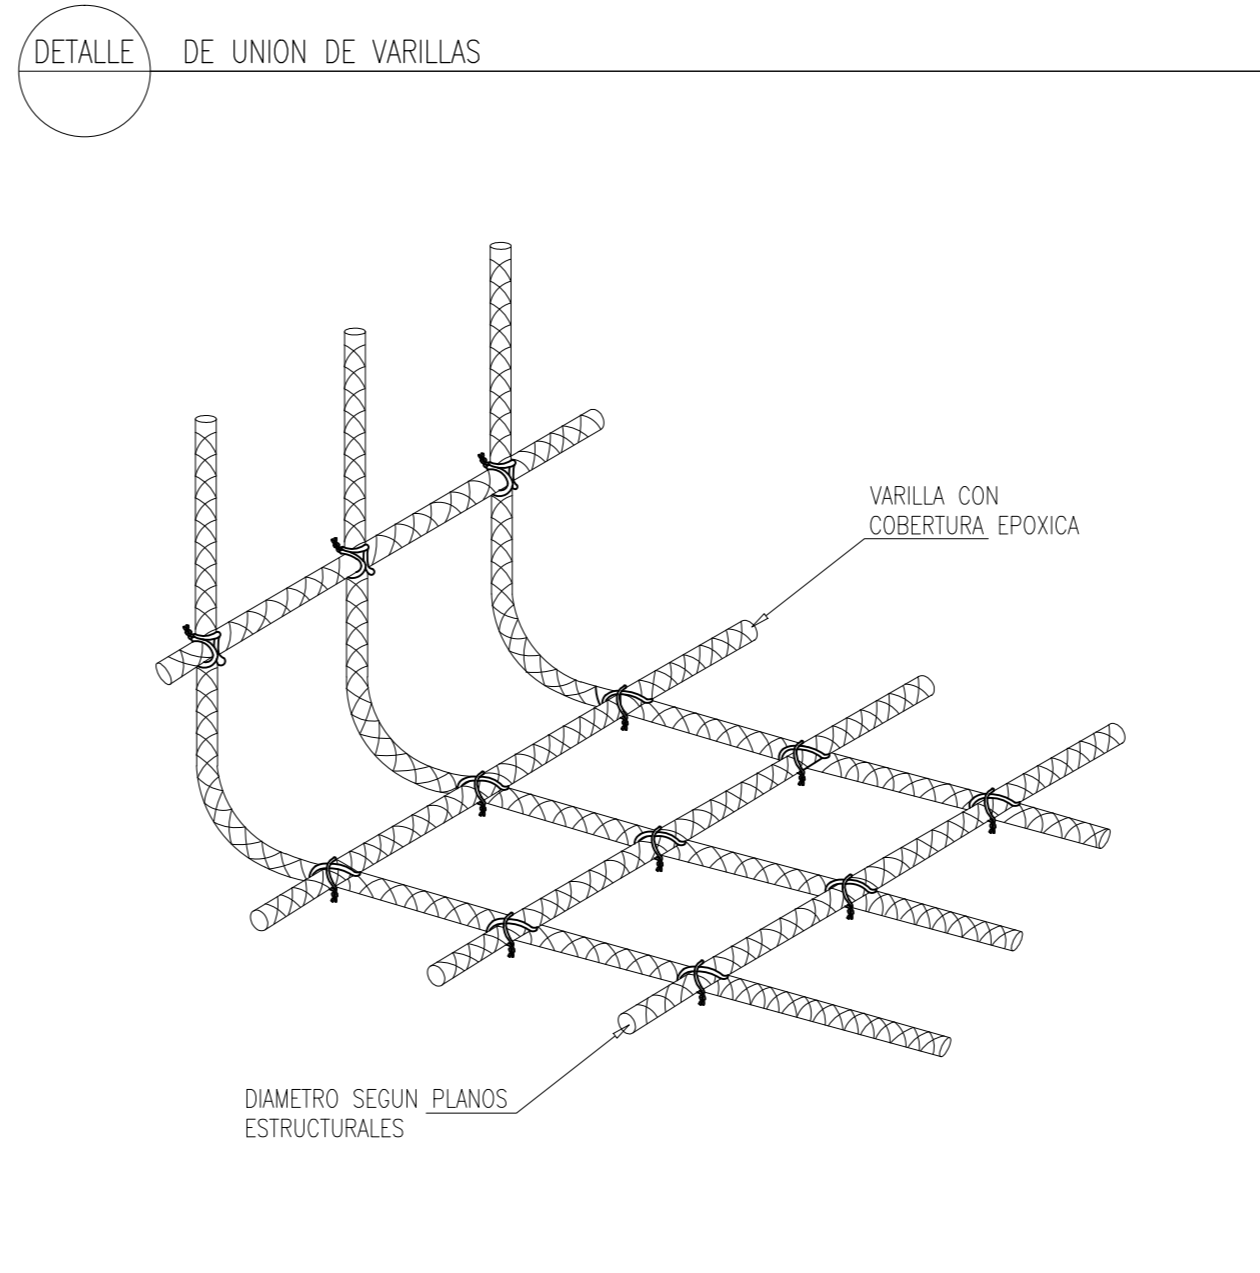 DETALLE DE UNION DE VARILLAS
VARILLA CON
COBERTURA EPOXICA
DIAMETRO SEGUN PLANOS
ESTRUCTURALES